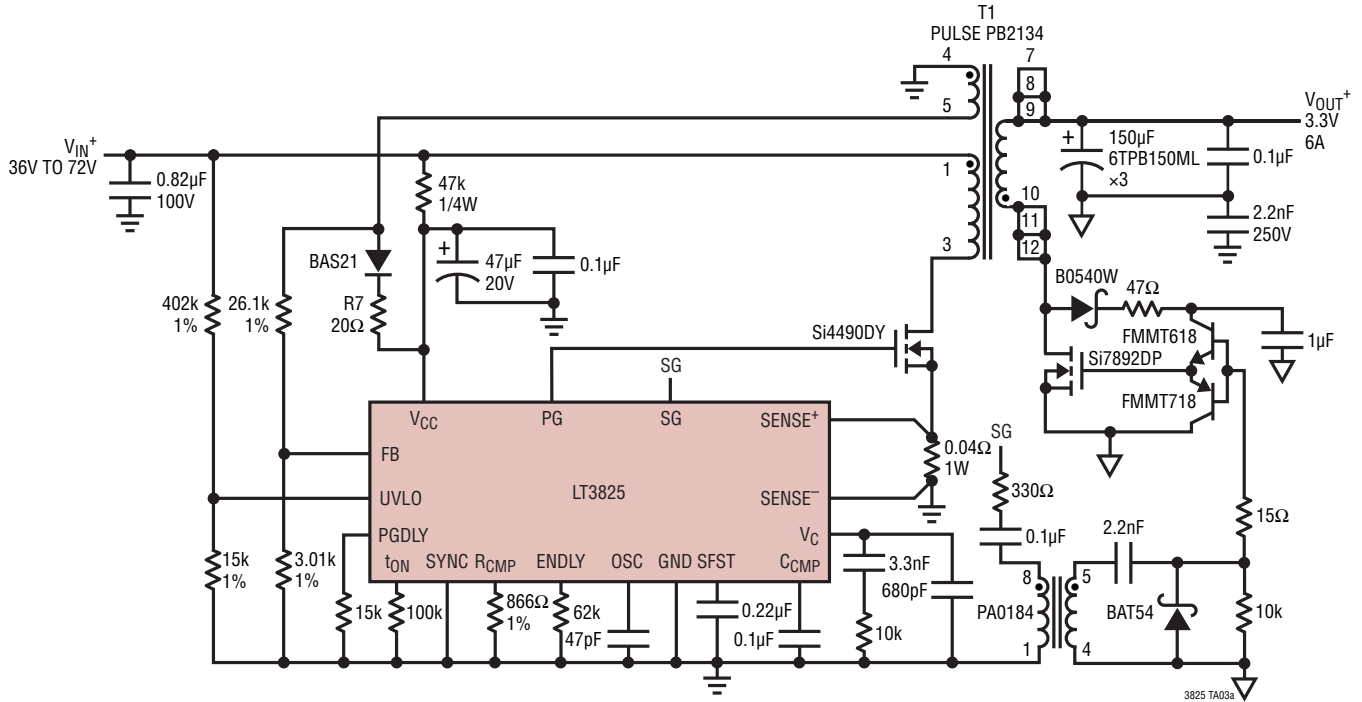 T1
PULSE PB2134
4
7
8
5
9
VOUT+
3.3V
6A
VIN+
36V TO 72V
+
150µF
6TPB150ML
×3
0.1µF
1
0.82µF
100V
47k
1/4W
10
11
12
2.2nF
250V
3
BAS21
+
47µF
20V
0.1µF
B0540W
47Ω
402k
1%
26.1k
1%
R7
20Ω
Si4490DY
FMMT618
1µF
Si7892DP
SG
FMMT718
VCC
PG
SG
SENSE+
FB
SG
0.04Ω
1W
LT3825
330Ω
UVLO
SENSE–
PGDLY
VC
15Ω
tON
SYNC
RCMP
ENDLY
OSC
GND
SFST
CCMP
0.1µF
2.2nF
15k
1%
3.01k
1%
3.3nF
680pF
8
5
15k
100k
866Ω
1%
62k
47pF
0.22µF
0.1µF
10k
PA0184
BAT54
10k
1
4
3825 TA03a